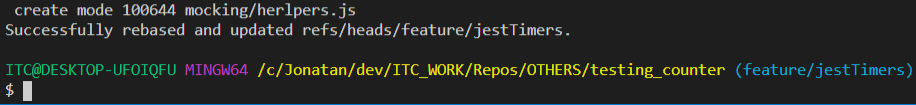 create mode 100644 mocking/herlpers.js
Successfully rebased and updated refs/heads/feature/jestTimers.
ITC@DESKTOP-UFOIQFU MINGW64 /c/Jonatan/dev/ITC_WORK/Repos/OTHERS/testing_counter (feature/jestTimers)
$